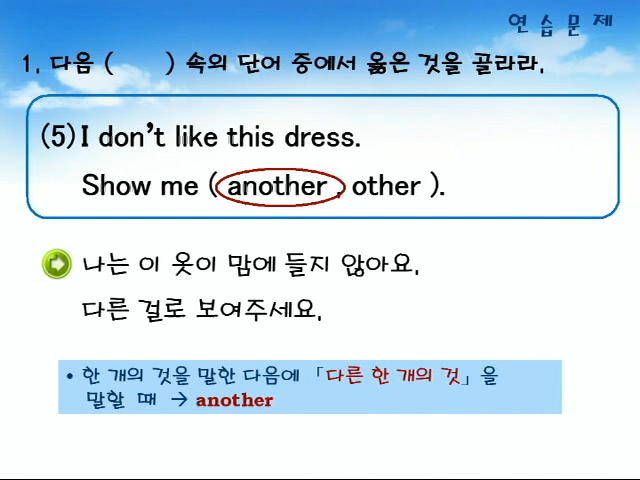 연습문제
1. 다음 (      ) 속의 단어 중에서 옳은 것을 골라라.
(5) I don't like this dress.
Show me ( another , other ).
나는 이 옷이 맘에 들지 않아요.
다른 걸로 보여주세요.
• 한 개의 것을 말한 다음에 「다른 한 개의 것」을
말할 때 → another